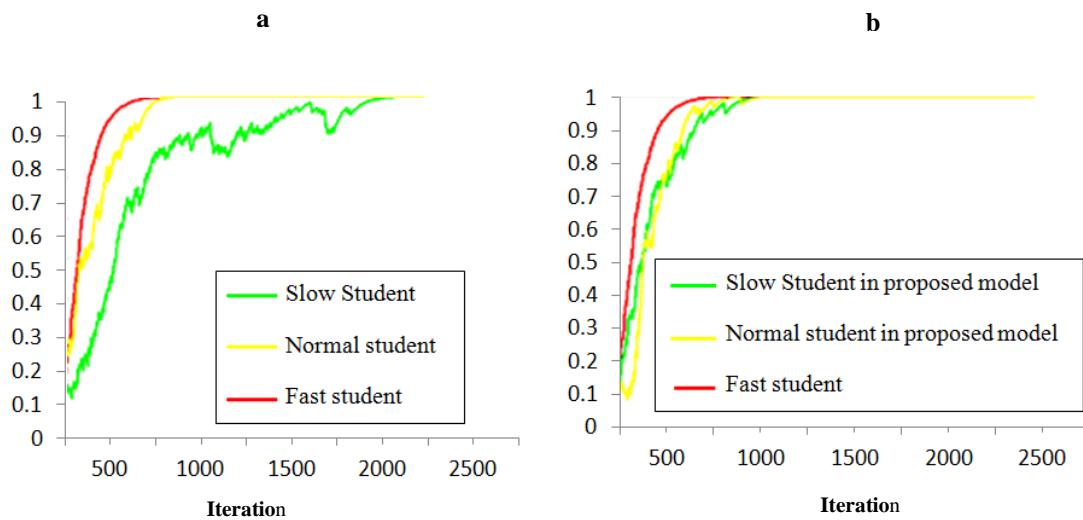 a
1
0.9
0.8
0.7
0.6
0.5
0.4
0.3
0.2
0.1
0
Slow Student
Normal student
Fast student
500 1000 1500 2000 2500
Iteration
b
1
0.9
0.8
0.7
0.6
0.5
0.4
0.3
0.2
0.1
0
Slow Student in proposed model
Normal student in proposed model
Fast student
500 1000 1500 2000 2500
Iteration